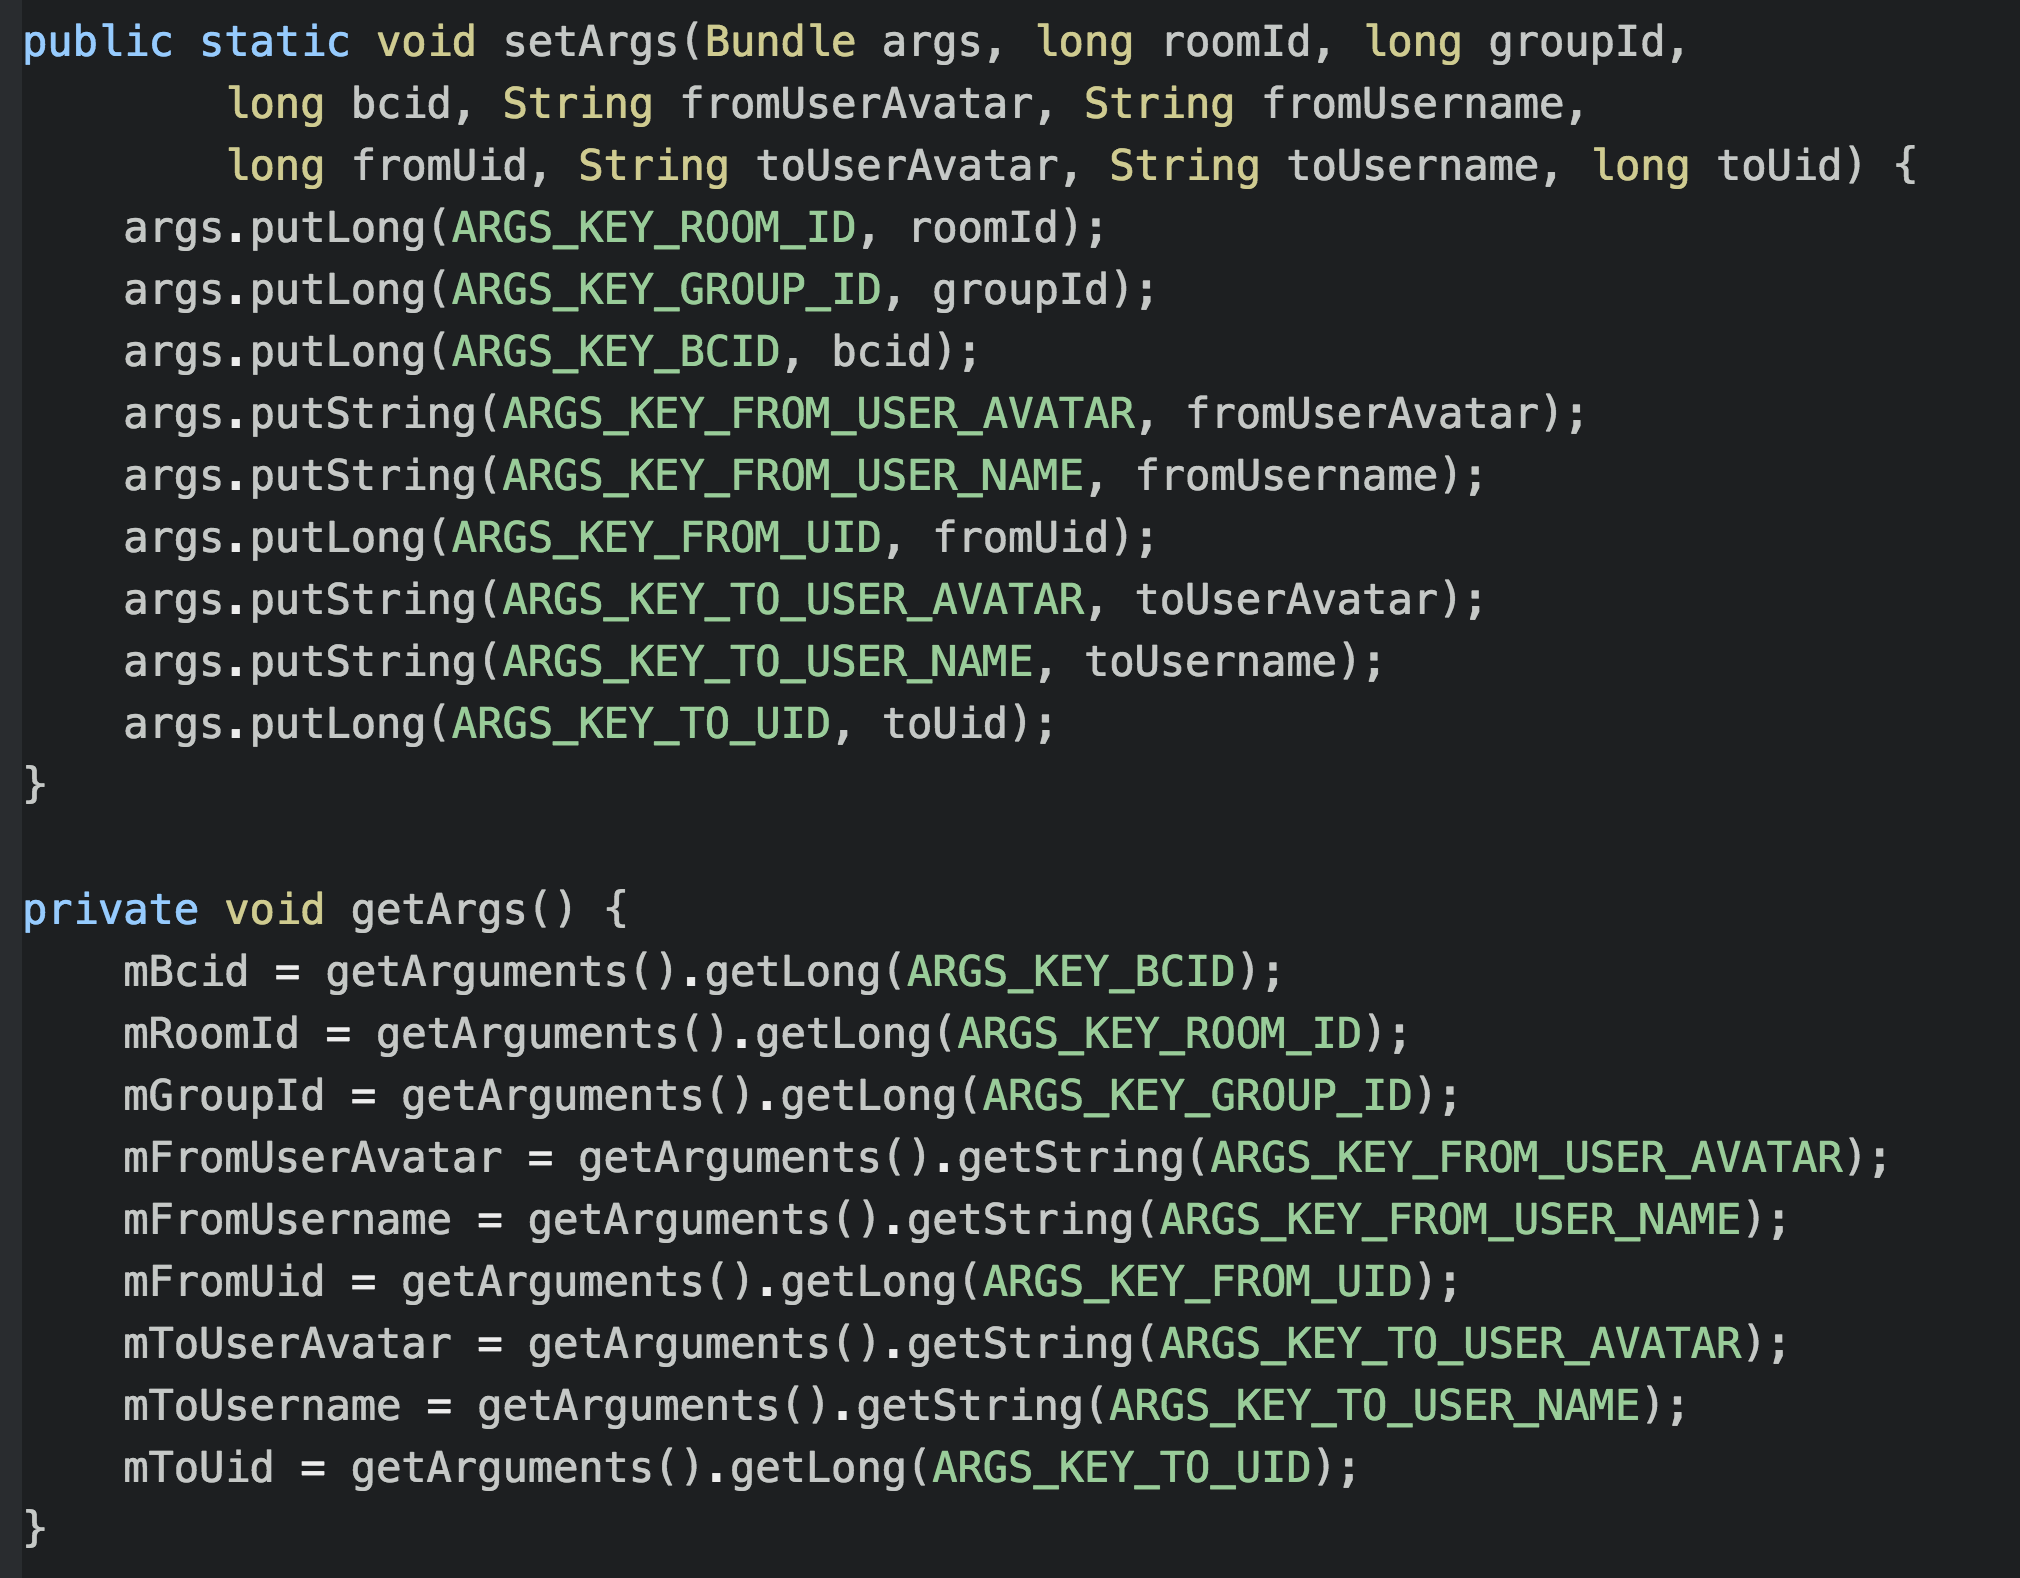 public static void setArgs(Bundle args, long roomId, long groupId,
        long bcid, String fromUserAvatar, String fromUsername,
        long fromUid, String toUserAvatar, String toUsername, long toUid) {
    args.putLong(ARGS_KEY_ROOM_ID, roomId);
    args.putLong(ARGS_KEY_GROUP_ID, groupId);
    args.putLong(ARGS_KEY_BCID, bcid);
    args.putString(ARGS_KEY_FROM_USER_AVATAR, fromUserAvatar);
    args.putString(ARGS_KEY_FROM_USER_NAME, fromUsername);
    args.putLong(ARGS_KEY_FROM_UID, fromUid);
    args.putString(ARGS_KEY_TO_USER_AVATAR, toUserAvatar);
    args.putString(ARGS_KEY_TO_USER_NAME, toUsername);
    args.putLong(ARGS_KEY_TO_UID, toUid);
}

private void getArgs() {
    mBcid = getArguments().getLong(ARGS_KEY_BCID);
    mRoomId = getArguments().getLong(ARGS_KEY_ROOM_ID);
    mGroupId = getArguments().getLong(ARGS_KEY_GROUP_ID);
    mFromUserAvatar = getArguments().getString(ARGS_KEY_FROM_USER_AVATAR);
    mFromUsername = getArguments().getString(ARGS_KEY_FROM_USER_NAME);
    mFromUid = getArguments().getLong(ARGS_KEY_FROM_UID);
    mToUserAvatar = getArguments().getString(ARGS_KEY_TO_USER_AVATAR);
    mToUsername = getArguments().getString(ARGS_KEY_TO_USER_NAME);
    mToUid = getArguments().getLong(ARGS_KEY_TO_UID);
}